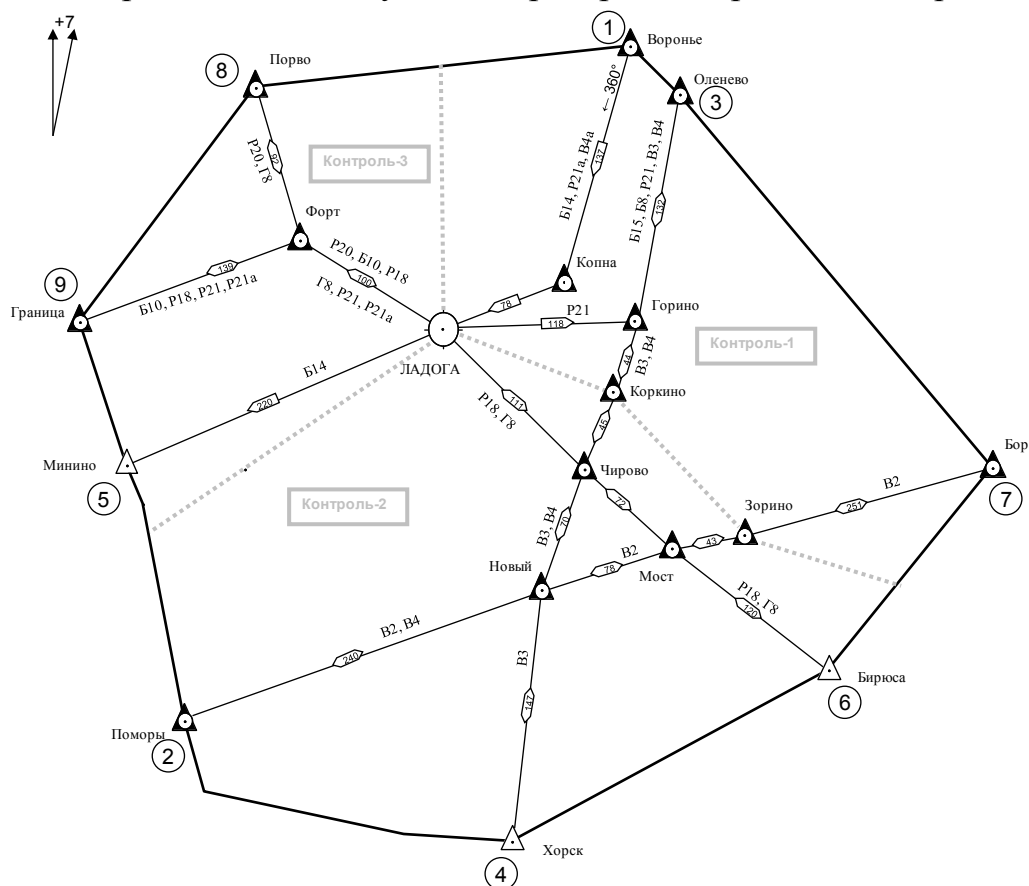 +7
1
Воронье
8
Порво
Оленево
3
← 360°
Контроль-3
Р20, Г8
92
Б14, Р21а, В4а
137
Б15, Б8, Р21, В3, В4
132
Форт
Р20, Б10, Р18
100
Г8, Р21, Р21а
Копна
139
Б10, Р18, Р21, Р21а
9
Граница
78
Р21
118
Горино
ЛАДОГА
44
В3, В4
Контроль-1
Б14
220
Р18, Г8
111
Коркино
45
Минино
5
Чирово
Бор
7
Контроль-2
В3, В4
70
72
Зорино
В2
251
43
Новый
В2
78
Мост
Р18, Г8
120
В2, В4
240
В3
147
Бирюса
6
Поморы
2
Хорск
4